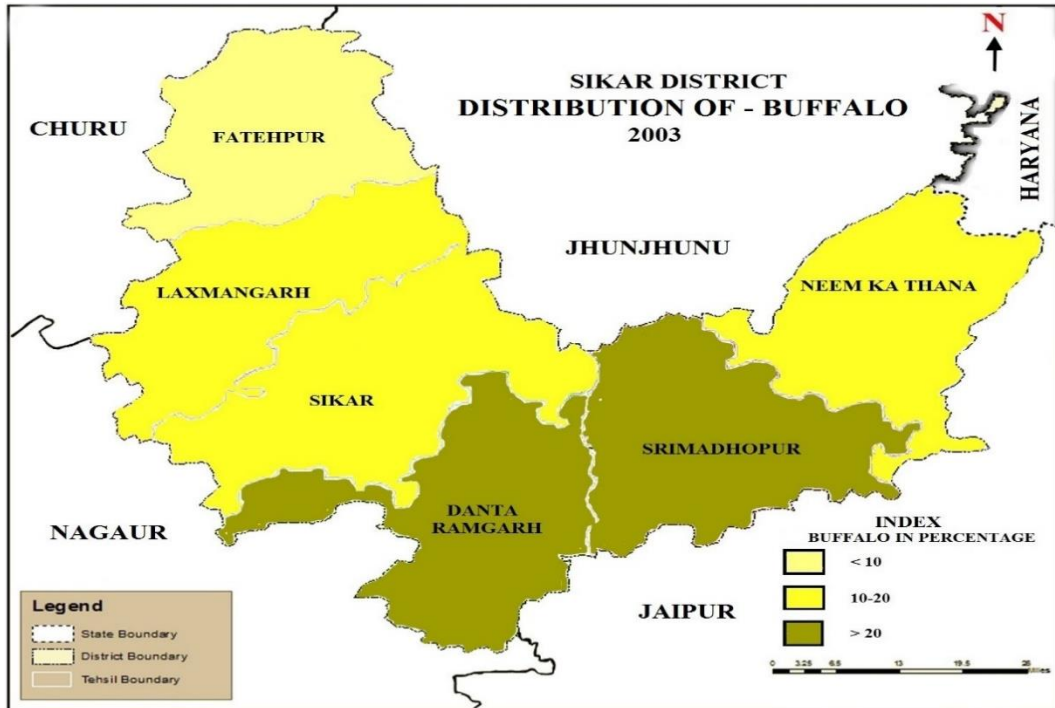 N
SIKAR DISTRICT
DISTRIBUTION OF - BUFFALO
2003
HARYANA
CHURU
FATEHPUR
JHUNJHUNU
LAXMANGARH
NEEM KA THANA
SIKAR
SRIMADHOPUR
DANTA
RAMGARH
NAGAUR
JAIPUR
INDEX
BUFFALO IN PERCENTAGE
< 10
10-20
> 20
Legend
State Boundary
District Boundary
Tehsil Boundary
0 3.25 6.5 13 19.5 26
Miles